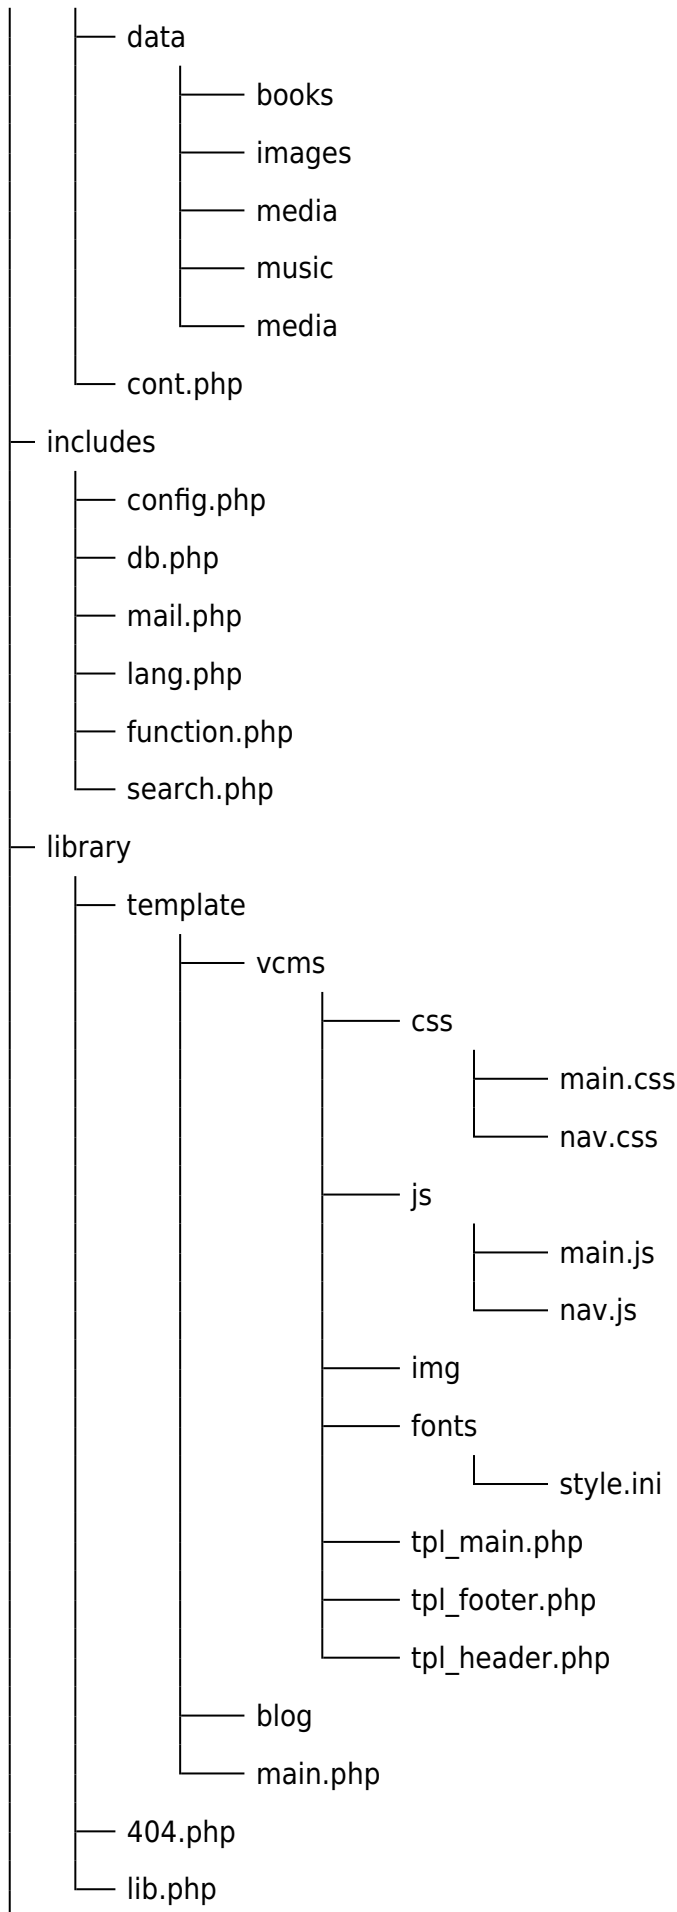 data
books
images
media
music
media
cont.php
includes
config.php
db.php
mail.php
lang.php
function.php
search.php
library
template
vcms
css
main.css
nav.css
js
main.js
nav.js
img
fonts
style.ini
tpl_main.php
tpl_footer.php
tpl_header.php
blog
main.php
404.php
lib.php